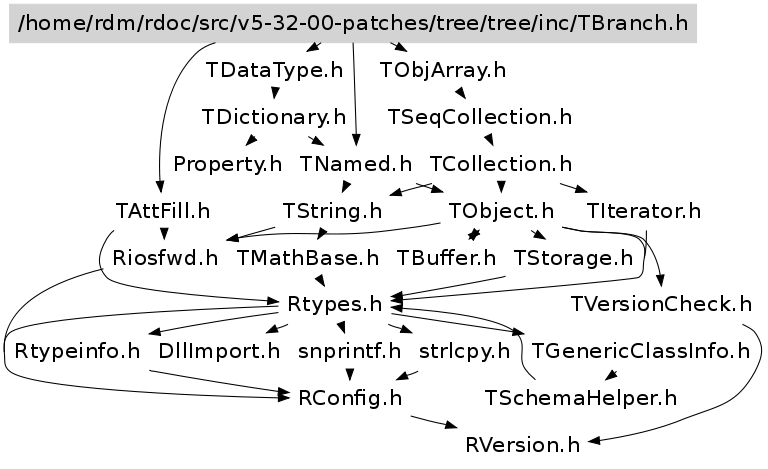 /home/rdm/rdoc/src/v5-32-00-patches/tree/tree/inc/TBranch.h
TDataType.h TObjArray.h
TDictionary.h TSeqCollection.h
Property.h TNamed.h TCollection.h
TAttFill.h TString.h TObject.h TIterator.h
Riosfwd.h TMathBase.h TBuffer.h TStorage.h
Rtypes.h TVersionCheck.h
Rtypeinfo.h DllImport.h snprintf.h strlcpy.h TGenericClassInfo.h
RConfig.h TSchemaHelper.h
RVersion.h